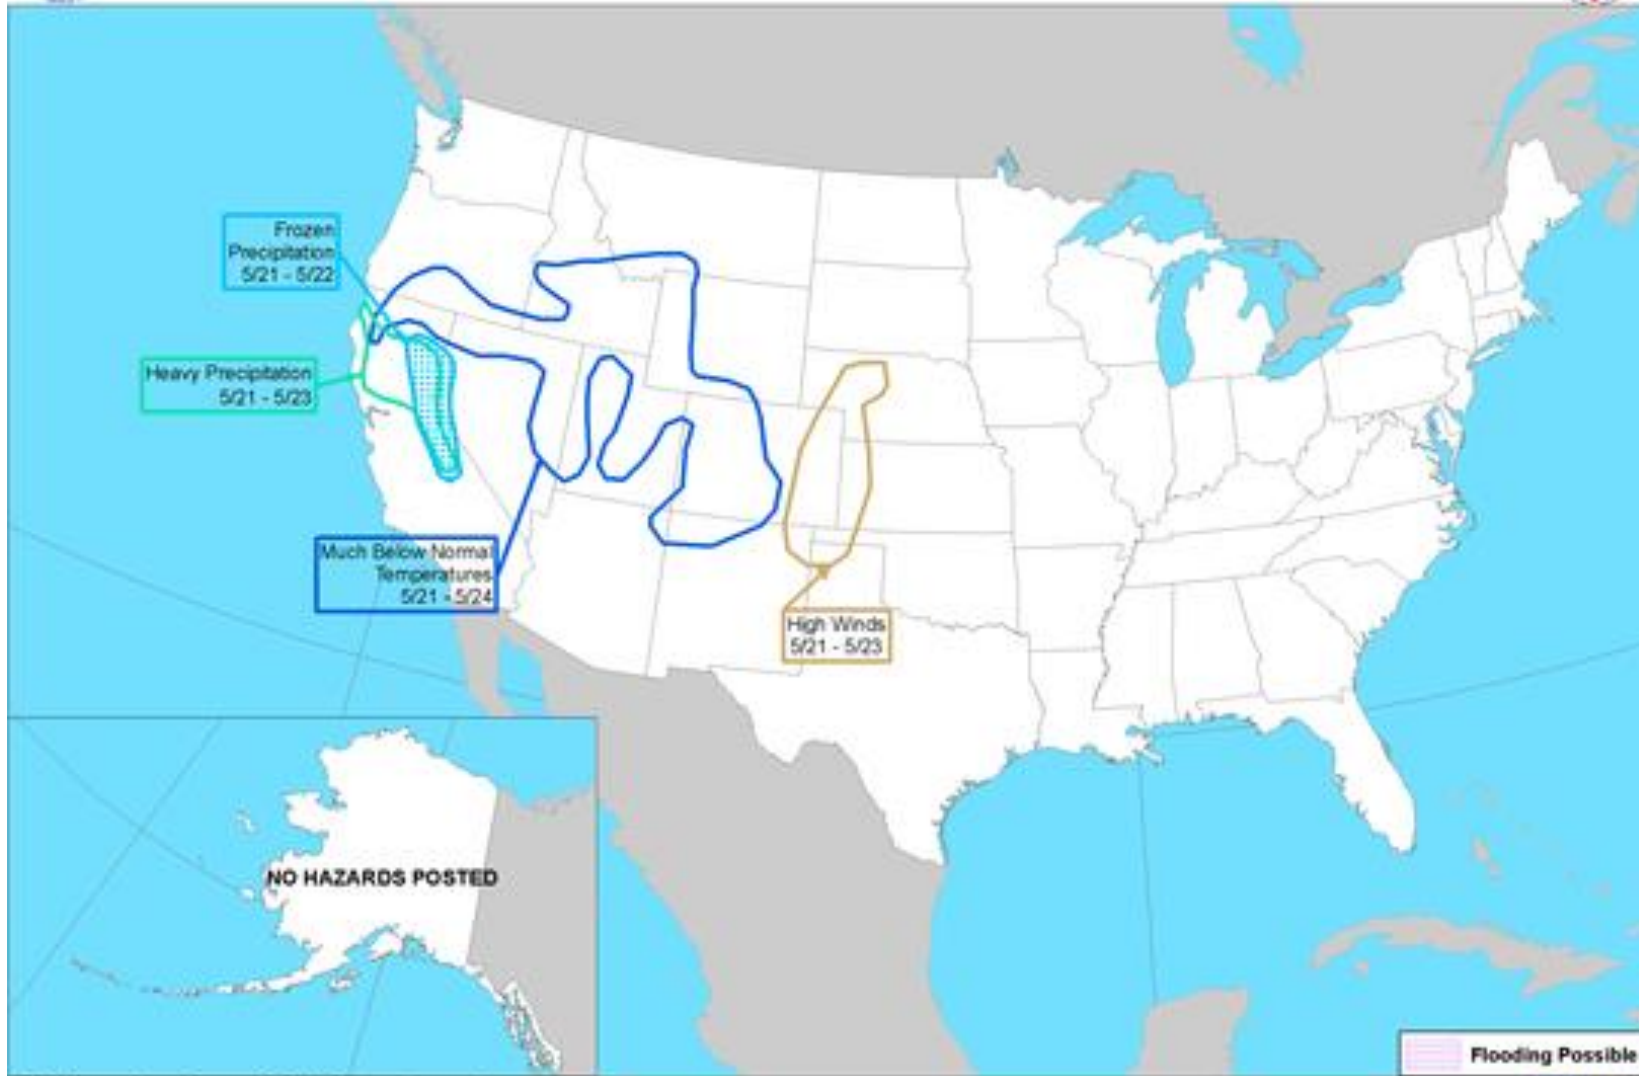 Frozen
Precipitation
5/21 - 5/22
Heavy Precipitation
5/21 - 5/23
Much Below Normal
Temperatures
5/21 - 5/24
High Winds
5/21 - 5/23
NO HAZARDS POSTED
Flooding Possible